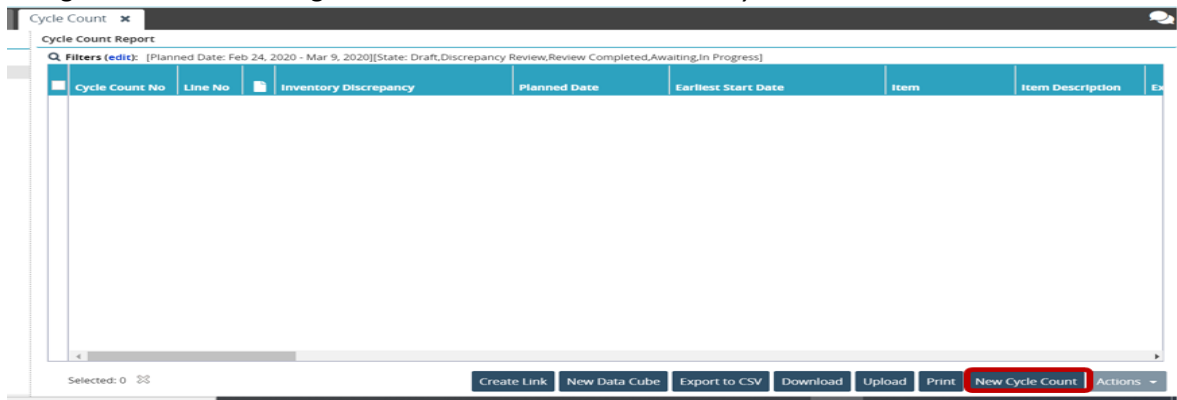 Cycle Count ✖
Cycle Count Report
Filters (edit): [Planned Date: Feb 24, 2020 - Mar 9, 2020][State: Draft,Discrepancy Review,Review Completed,Awaiting,In Progress]
Cycle Count No Line No Inventory Discrepancy Planned Date Earliest Start Date Item Item Description Ex
Selected: 0
Create Link New Data Cube Export to CSV Download Upload Print New Cycle Count Actions